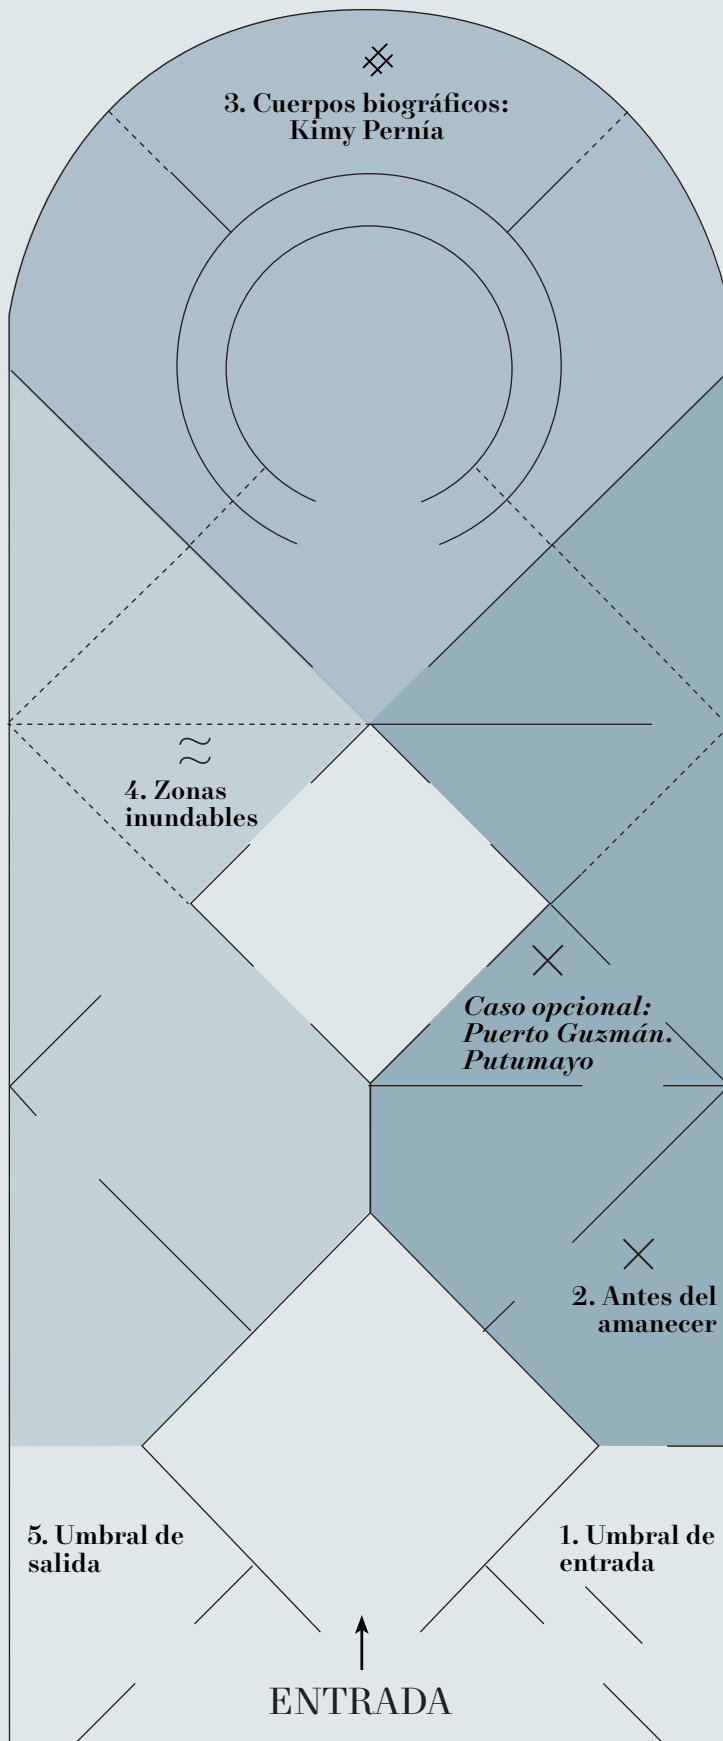 3. Cuerpos biográficos:
Kimy Pernía
4. Zonas
inundables
Caso opcional:
Puerto Guzmán.
Putumayo
2. Antes del
amanecer
5. Umbral de
salida
1. Umbral de
entrada
ENTRADA